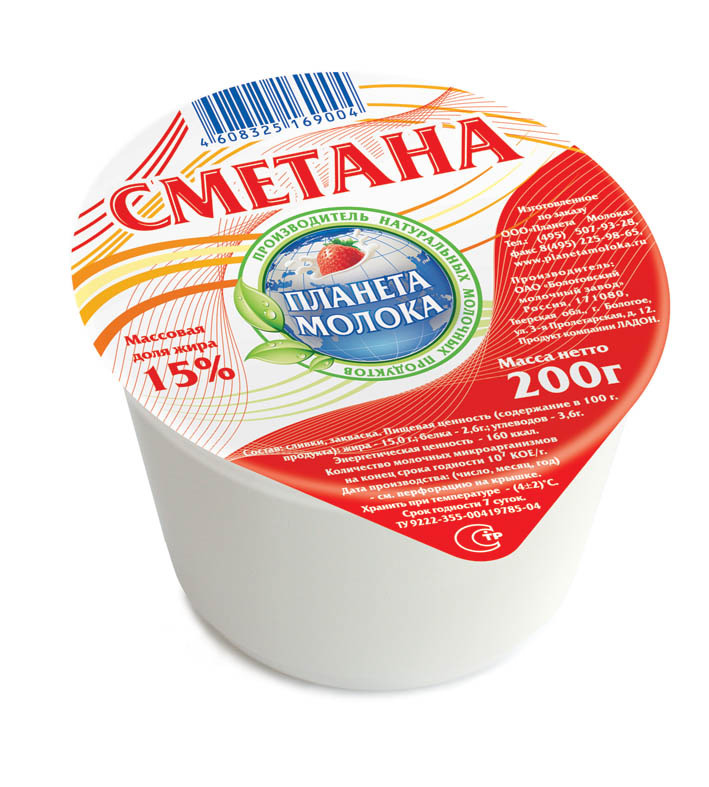 4 608325 169004
СМЕТАНА
ПРОИЗВОДИТЕЛЬ НАТУРАЛЬНЫХ МОЛОЧНЫХ ПРОДУКТОВ
ПЛАНЕТА
МОЛОКА
Массовая
доля жира
15%
Изготовленное
по заказу
ООО "Планета Молока"
Тел.: (495) 507-93-28,
факс 8(495) 225-98-65,
www.planetamoloka.ru
Производитель:
ОАО «Бологовский
молочный завод»
Россия, 171080,
Тверская обл., г. Бологое,
ул. 3-я Пролетарская, д. 12.
Продукт компании ЛАДОН.
Масса нетто
200г
Состав: сливки, закваска. Пищевая ценность (содержание в 100 г.
продукта): жира - 15,0 г.; белка - 2,6г.; углеводов - 3,6г.
Энергетическая ценность - 160 ккал.
Количество молочных микроорганизмов
на конец срока годности 10⁷ КОЕ/г.
Дата производства: (число, месяц, год)
- см. перфорацию на крышке.
Хранить при температуре - (4±2)°С.
Срок годности 7 суток.
ТУ 9222-355-00419785-04
СТР